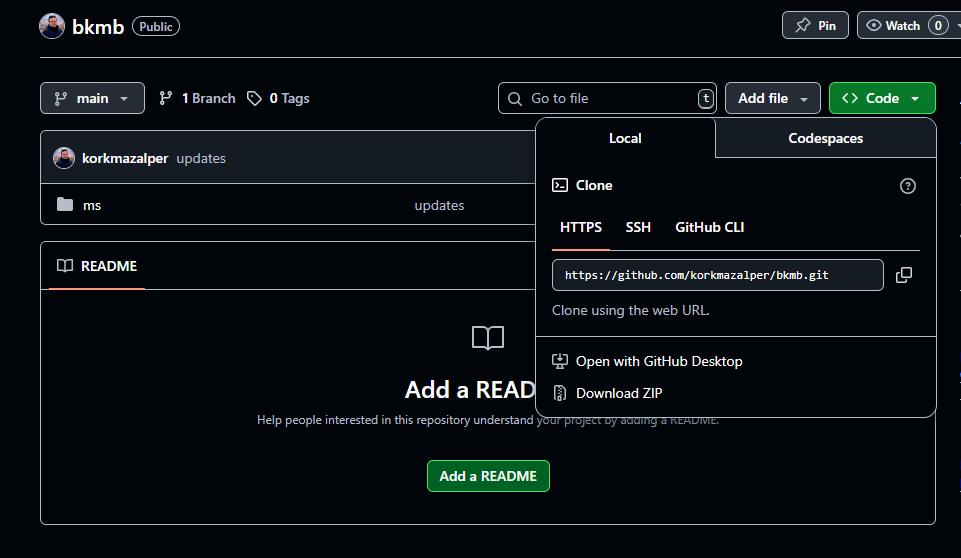 bkmb Public Pin Watch 0
main 1 Branch 0 Tags Go to file t Add file <> Code
Local Codespaces
korkmazalper updates
Clone
ms updates
HTTPS SSH GitHub CLI
README
https://github.com/korkmazalper/bkmb.git
Clone using the web URL.
Open with GitHub Desktop
Add a READ
Download ZIP
Help people interested in this repository understand your project by adding a README.
Add a README